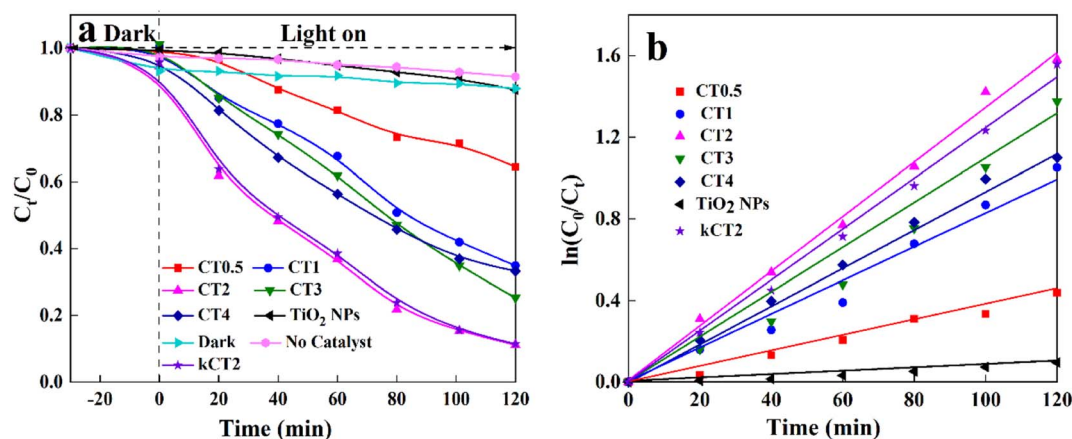 a Dark Light on
1.0
0.8
0.6
0.4
0.2
0.0
Ct/C0
CT0.5 CT1
CT2 CT3
CT4 TiO2 NPs
Dark No Catalyst
kCT2
-20 0 20 40 60 80 100 120
Time (min)
b
1.6
1.2
0.8
0.4
0.0
ln(C0/Ct)
CT0.5
CT1
CT2
CT3
CT4
TiO2 NPs
kCT2
0 20 40 60 80 100 120
Time (min)